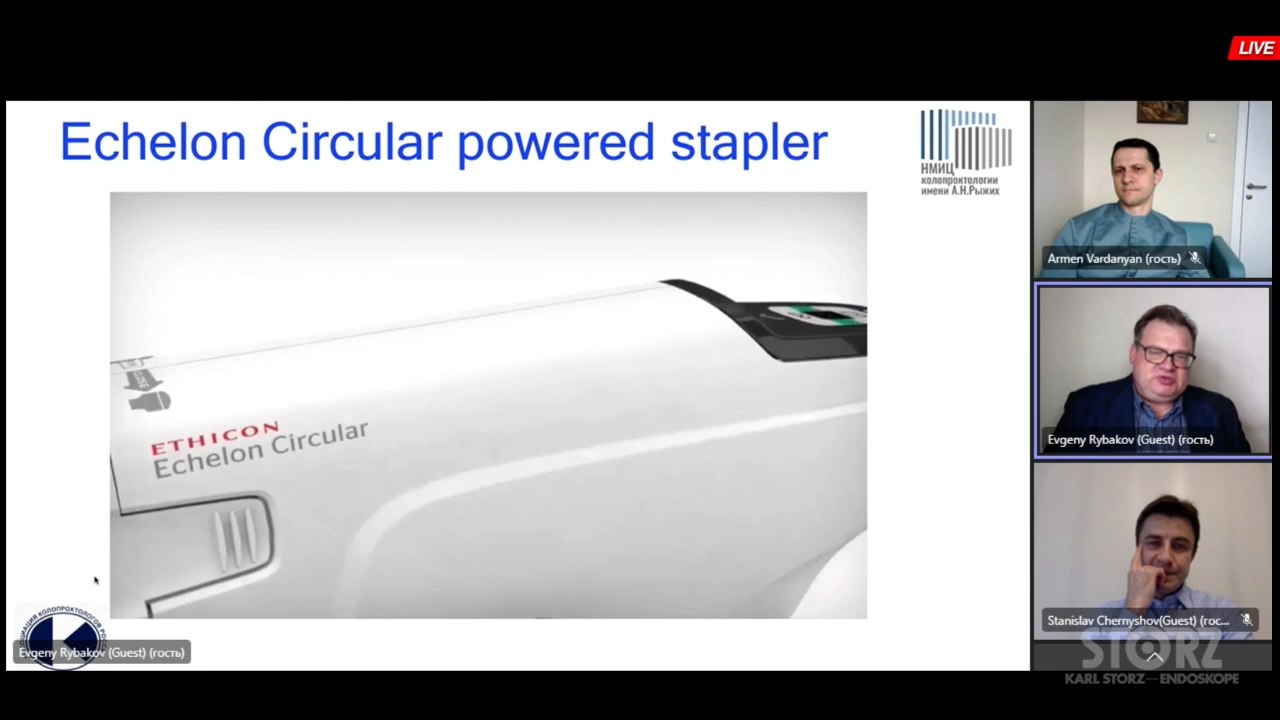 LIVE
Echelon Circular powered stapler
НМИЦ
колопроктологии
имени А.Н.Рыжих
ETHICON
Echelon Circular
Armen Vardanyan (гость)
Evgeny Rybakov (Guest) (гость)
Stanislav Chernyshov(Guest) (гос...
Evgeny Rybakov (Guest) (гость)
STORZ
KARL STORZ—ENDOSKOPE